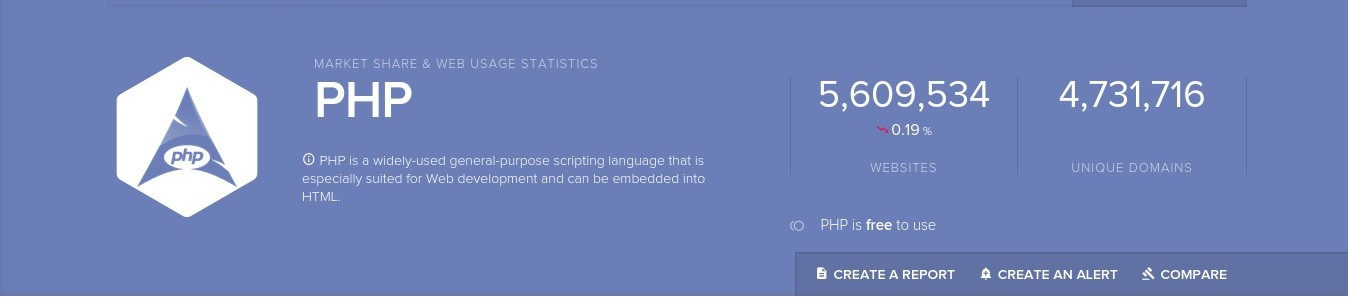 MARKET SHARE & WEB USAGE STATISTICS
PHP
php
PHP is a widely-used general-purpose scripting language that is
especially suited for Web development and can be embedded into
HTML.
5,609,534
0.19 %
WEBSITES
4,731,716
UNIQUE DOMAINS
PHP is free to use
CREATE A REPORT
CREATE AN ALERT
COMPARE